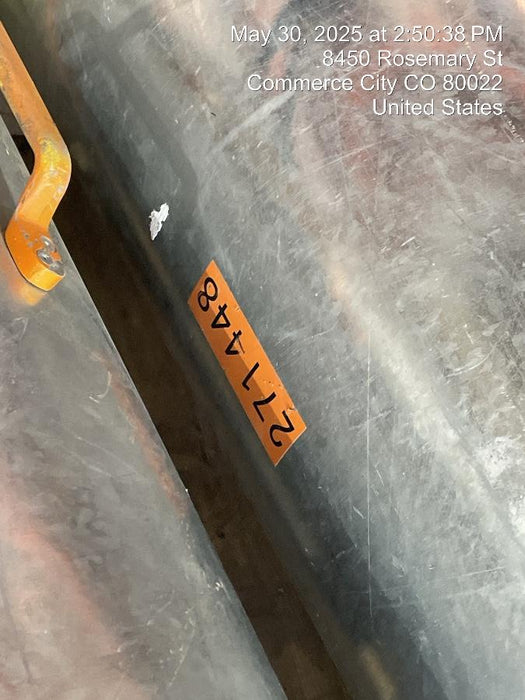 May 30, 2025 at 2:50:38 PM
8450 Rosemary St
Commerce City CO 80022
United States
271448